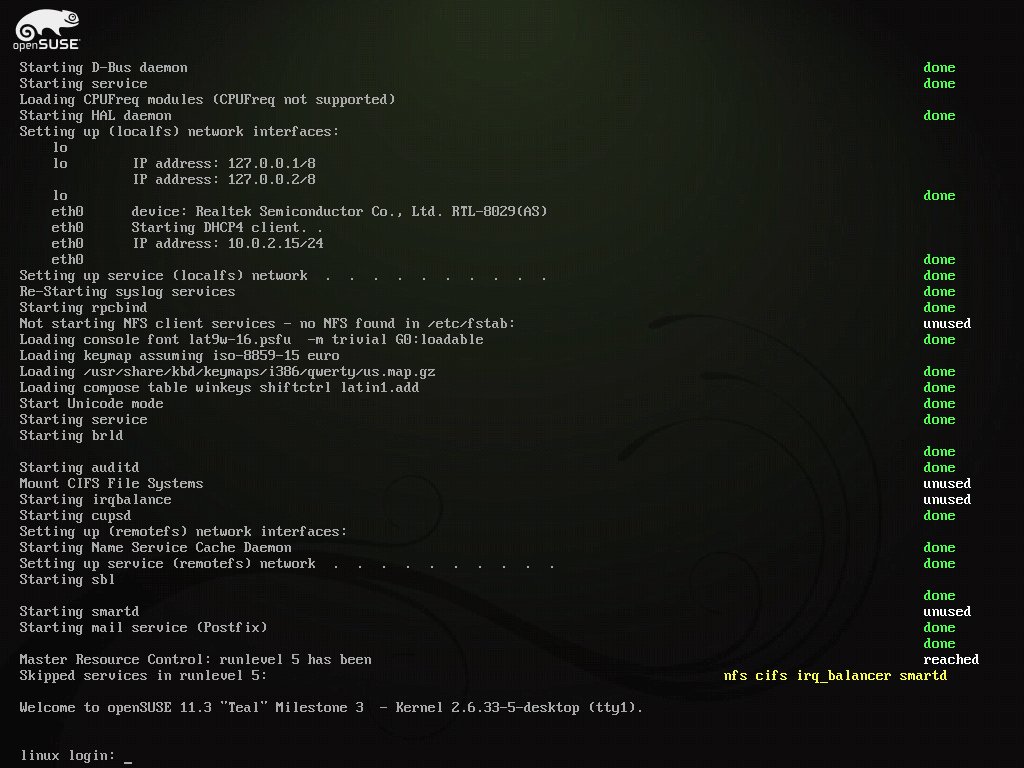 openSUSE
Starting D-Bus daemon done
Starting service done
Loading CPUFreq modules (CPUFreq not supported)
Starting HAL daemon done
Setting up (localfs) network interfaces:
lo
lo IP address: 127.0.0.1/8
IP address: 127.0.0.2/8
lo done
eth0 device: Realtek Semiconductor Co., Ltd. RTL-8029(AS)
eth0 Starting DHCP4 client. .
eth0 IP address: 10.0.2.15/24
eth0 done
Setting up service (localfs) network . . . . . . . . . . done
Re-Starting syslog services done
Starting rpcbind done
Not starting NFS client services - no NFS found in /etc/fstab: unused
Loading console font lat9w-16.psfu -m trivial G0:loadable done
Loading keymap assuming iso-8859-15 euro
Loading /usr/share/kbd/keymaps/i386/qwerty/us.map.gz done
Loading compose table winkeys shiftctrl latin1.add done
Start Unicode mode done
Starting service done
Starting brld
done
Starting auditd done
Mount CIFS File Systems unused
Starting irqbalance unused
Starting cupsd done
Setting up (remotefs) network interfaces:
Starting Name Service Cache Daemon done
Setting up service (remotefs) network . . . . . . . . . . done
Starting sbl
done
Starting smartd unused
Starting mail service (Postfix) done
done
Master Resource Control: runlevel 5 has been reached
Skipped services in runlevel 5: nfs cifs irq_balancer smartd
Welcome to openSUSE 11.3 "Teal" Milestone 3 - Kernel 2.6.33-5-desktop (tty1).
linux login: _